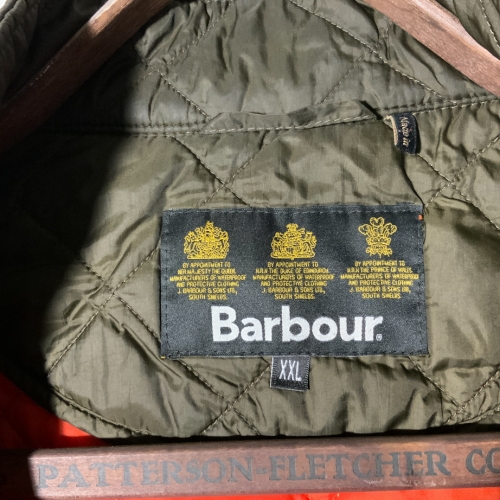 Made in
BY APPOINTMENT TO
HER MAJESTY THE QUEEN,
MANUFACTURERS OF WATERPROOF
AND PROTECTIVE CLOTHING
J. BARBOUR & SONS LTD,
SOUTH SHIELDS.
BY APPOINTMENT TO
H.R.H THE DUKE OF EDINBURGH,
MANUFACTURERS OF WATERPROOF
AND PROTECTIVE CLOTHING
J. BARBOUR & SONS LTD,
SOUTH SHIELDS.
BY APPOINTMENT TO
H.R.H THE PRINCE OF WALES,
MANUFACTURERS OF WATERPROOF
AND PROTECTIVE CLOTHING
J. BARBOUR & SONS LTD,
SOUTH SHIELDS.
Barbour®
XXL
PATTERSON-FLETCHER CO